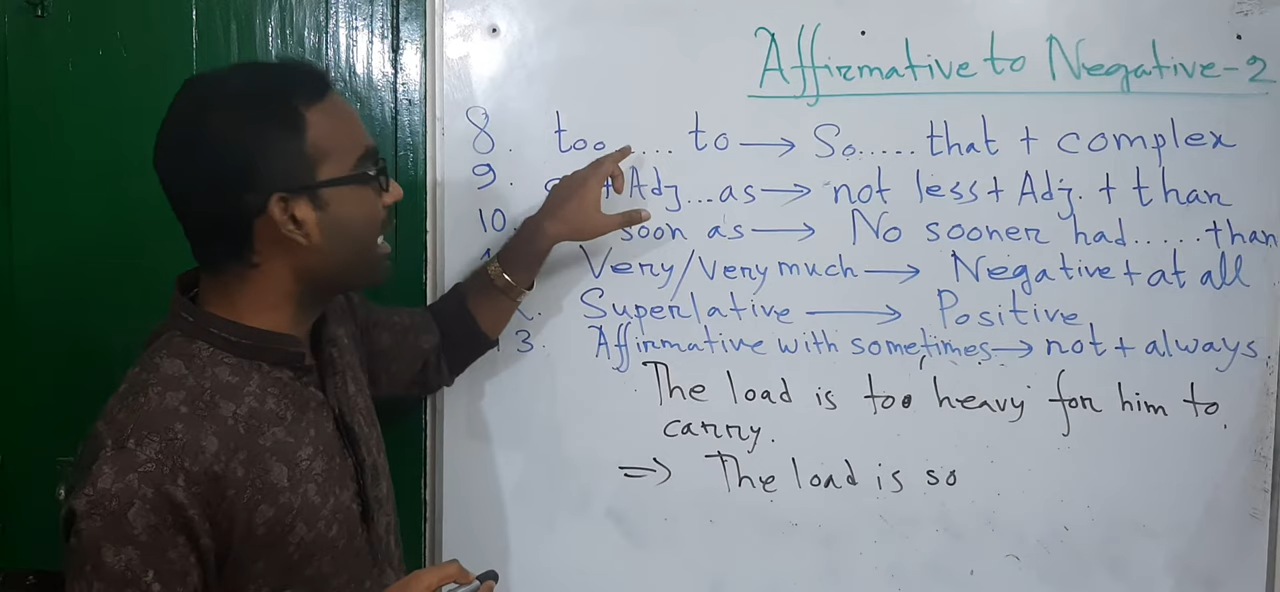 Affirmative to Negative-2
8. too..... to → So..... that + complex
9. + Adj...as → not less + Adj. + than
10. soon as → No sooner had..... than
Very/Very much → Negative + at all
Superlative → Positive
3. Affirmative with sometimes → not + always.
The load is too heavy for him to
carry.
⇒ The load is so